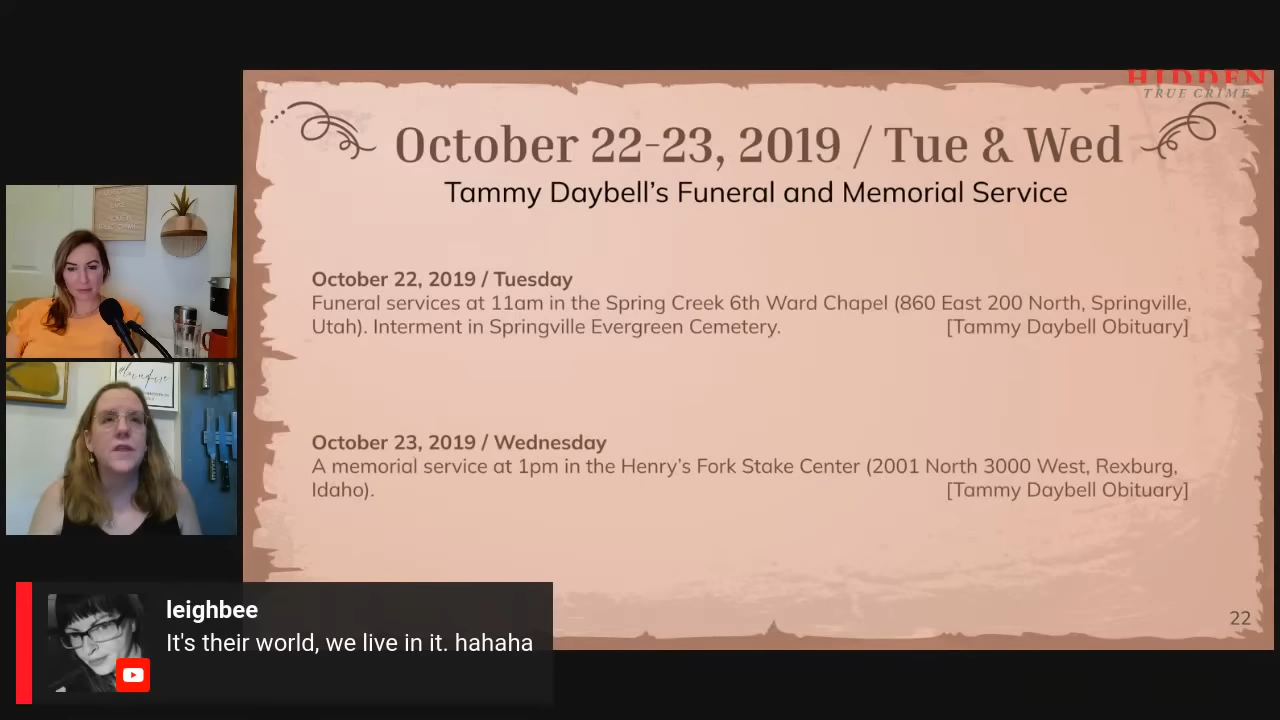 HIDDEN
TRUE CRIME
October 22-23, 2019 / Tue & Wed
Tammy Daybell’s Funeral and Memorial Service
October 22, 2019 / Tuesday
Funeral services at 11am in the Spring Creek 6th Ward Chapel (860 East 200 North, Springville,
Utah). Interment in Springville Evergreen Cemetery. [Tammy Daybell Obituary]
October 23, 2019 / Wednesday
A memorial service at 1pm in the Henry’s Fork Stake Center (2001 North 3000 West, Rexburg,
Idaho). [Tammy Daybell Obituary]
22
leighbee
It's their world, we live in it. hahaha